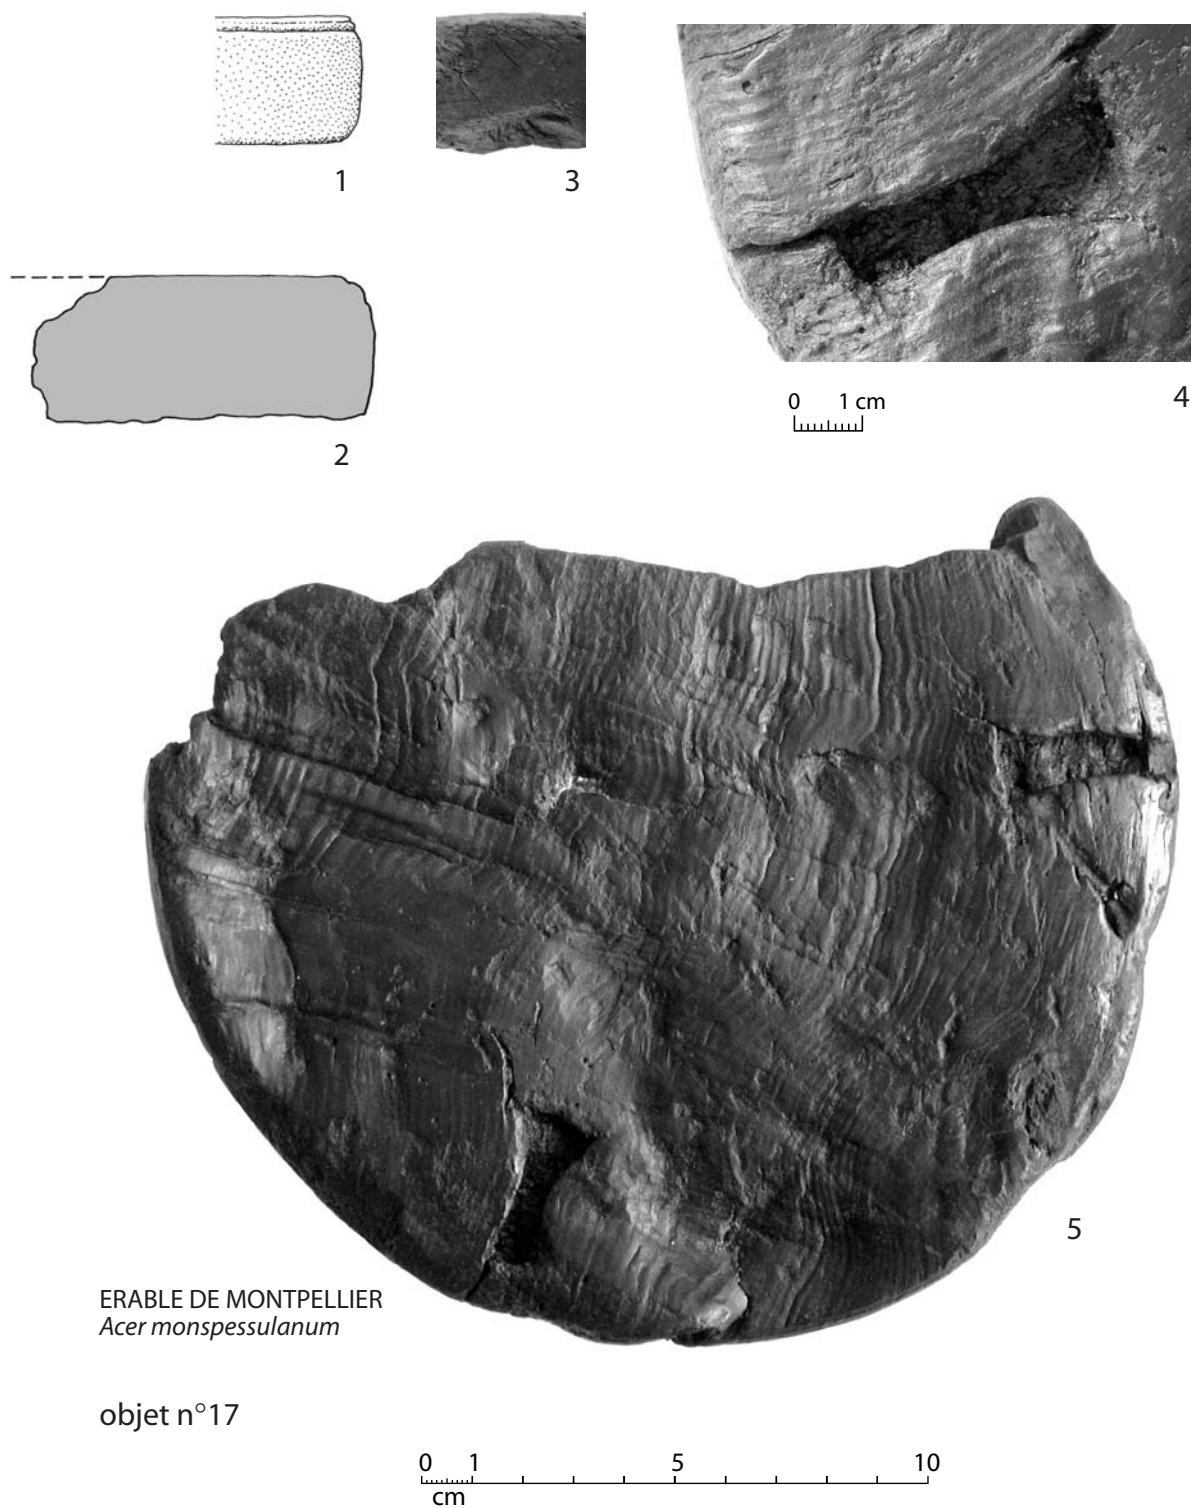 1
3
2
0 1 cm
4
5
ERABLE DE MONTPELLIER
Acer monspessulanum
objet n°17
0 1 5 10
cm